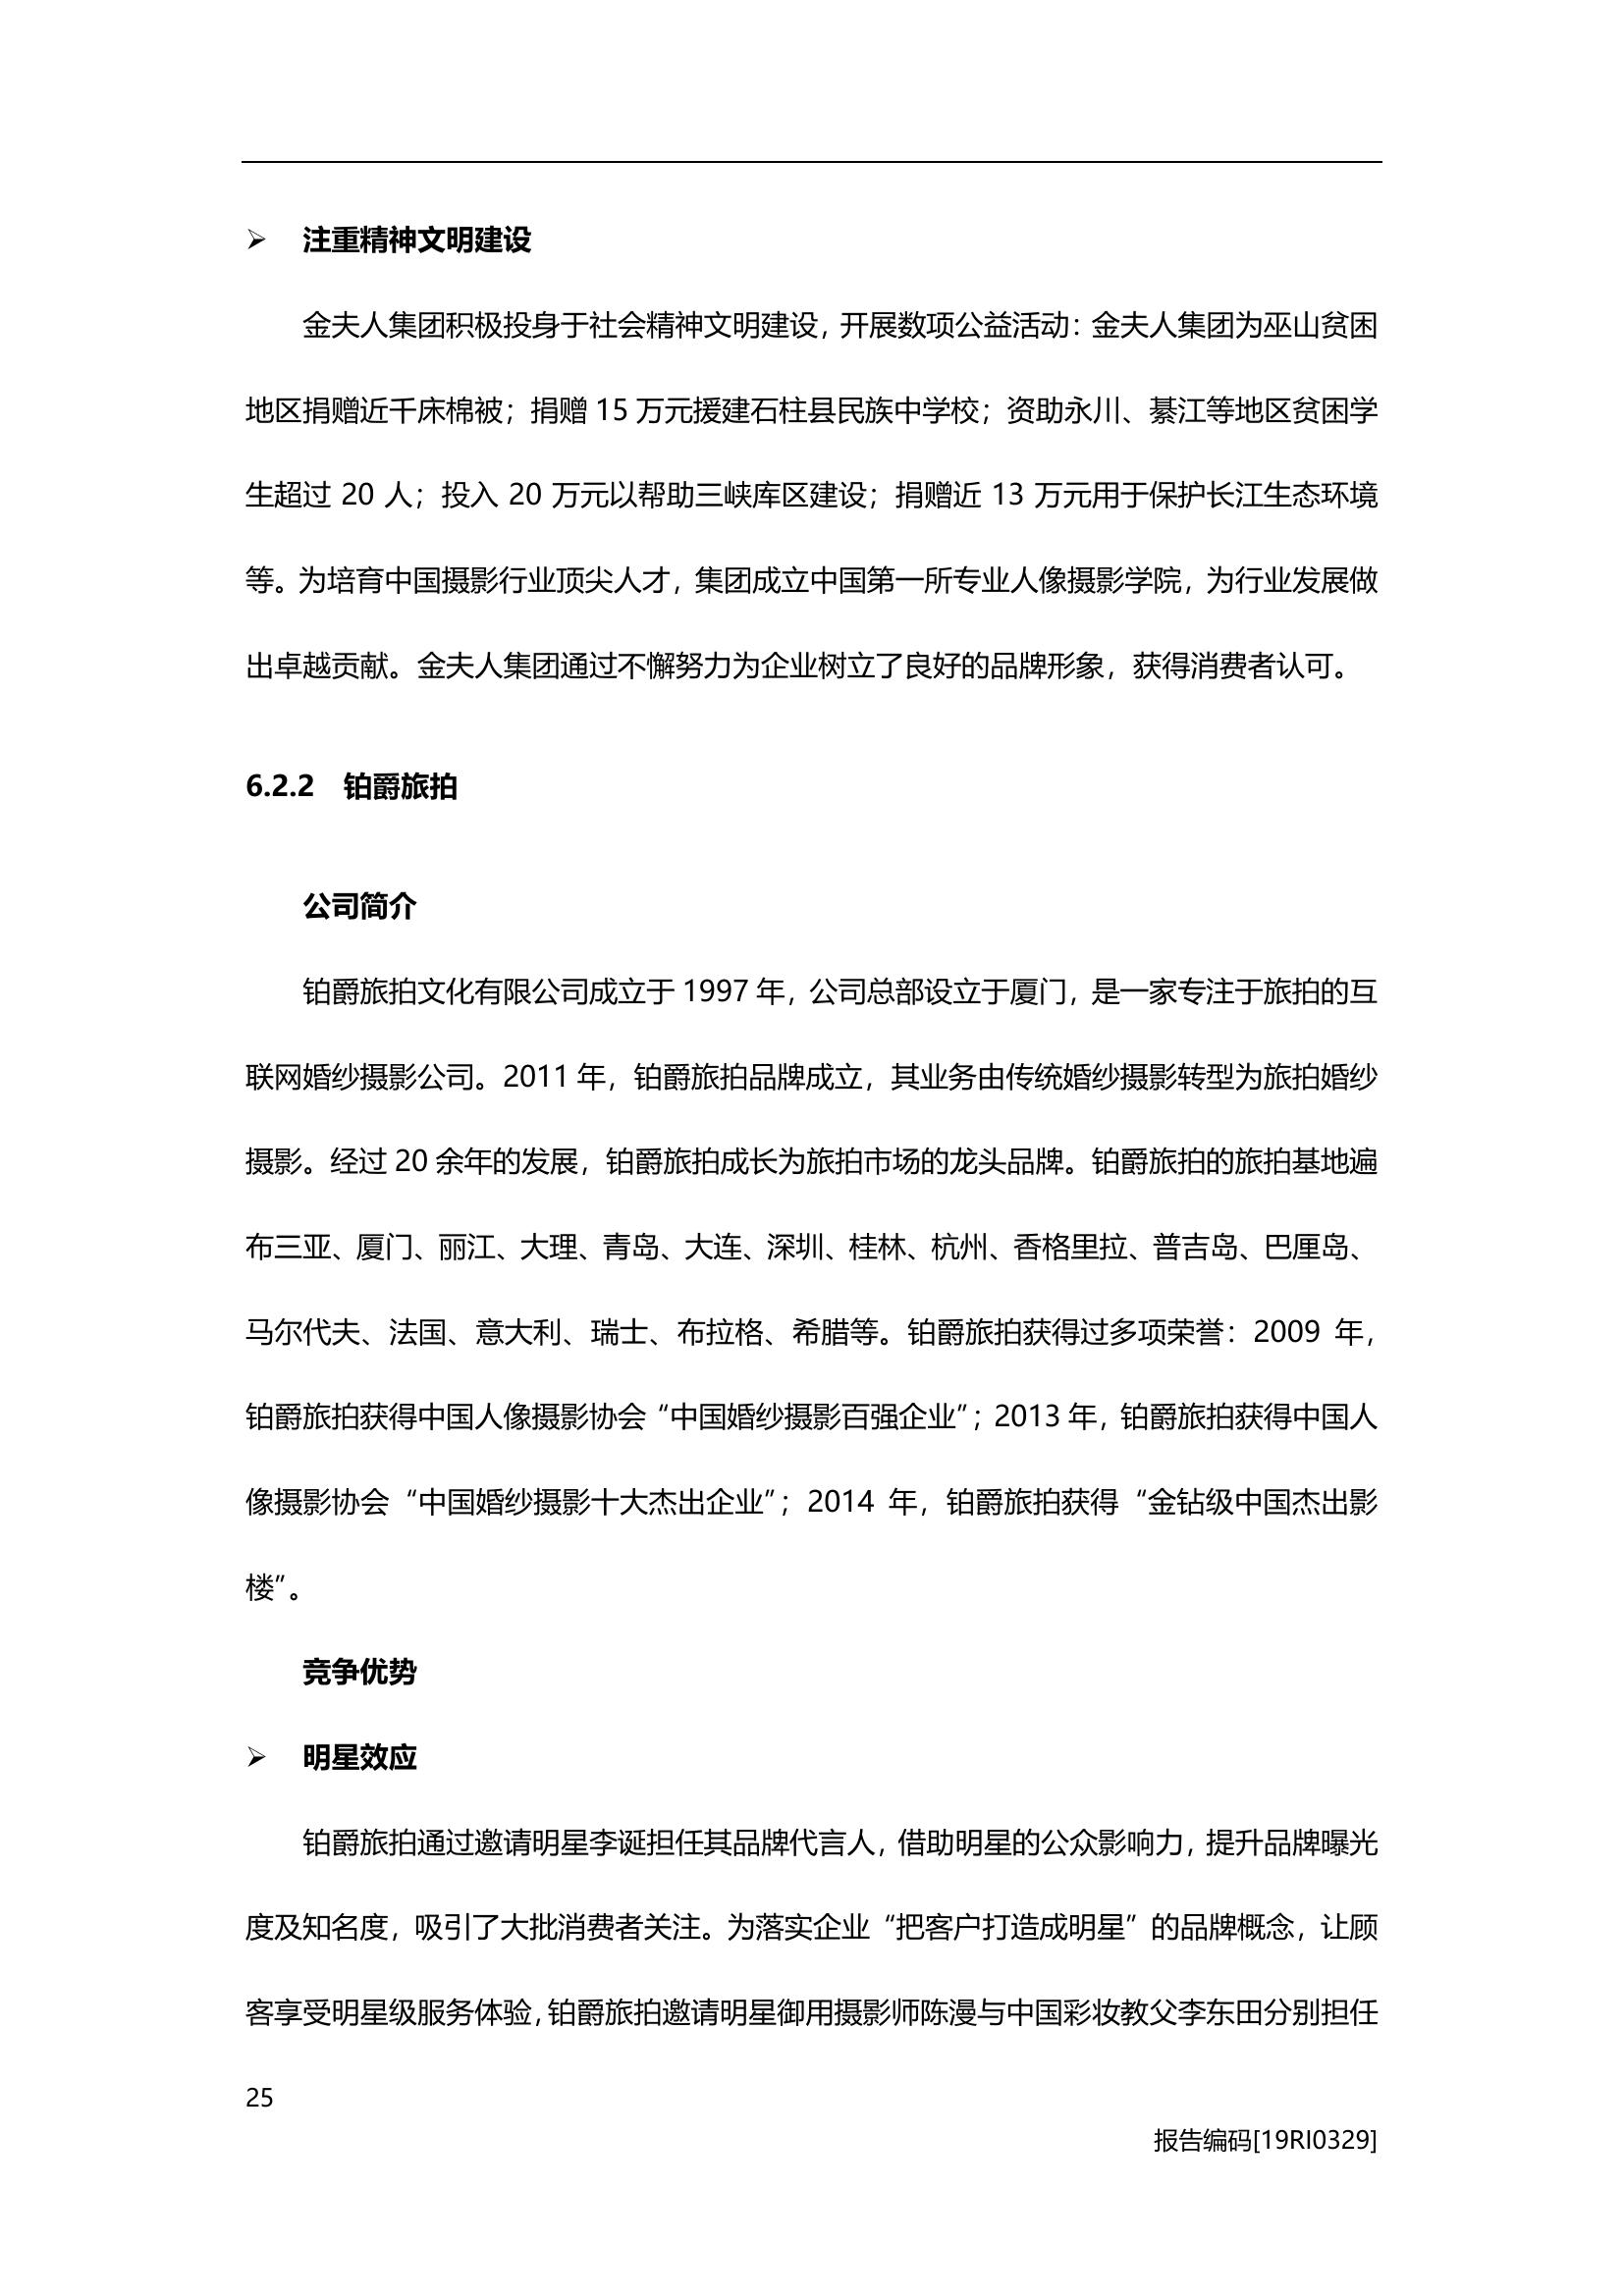 ➢ 注重精神文明建设
金夫人集团积极投身于社会精神文明建设，开展数项公益活动：金夫人集团为巫山贫困
地区捐赠近千床棉被；捐赠 15 万元援建石柱县民族中学校；资助永川、綦江等地区贫困学
生超过 20 人；投入 20 万元以帮助三峡库区建设；捐赠近 13 万元用于保护长江生态环境
等。为培育中国摄影行业顶尖人才，集团成立中国第一所专业人像摄影学院，为行业发展做
出卓越贡献。金夫人集团通过不懈努力为企业树立了良好的品牌形象，获得消费者认可。
6.2.2 铂爵旅拍
公司简介
铂爵旅拍文化有限公司成立于 1997 年，公司总部设立于厦门，是一家专注于旅拍的互
联网婚纱摄影公司。2011 年，铂爵旅拍品牌成立，其业务由传统婚纱摄影转型为旅拍婚纱
摄影。经过 20 余年的发展，铂爵旅拍成长为旅拍市场的龙头品牌。铂爵旅拍的旅拍基地遍
布三亚、厦门、丽江、大理、青岛、大连、深圳、桂林、杭州、香格里拉、普吉岛、巴厘岛、
马尔代夫、法国、意大利、瑞士、布拉格、希腊等。铂爵旅拍获得过多项荣誉：2009 年，
铂爵旅拍获得中国人像摄影协会“中国婚纱摄影百强企业”；2013 年，铂爵旅拍获得中国人
像摄影协会“中国婚纱摄影十大杰出企业”；2014 年，铂爵旅拍获得“金钻级中国杰出影
楼”。
竞争优势
➢ 明星效应
铂爵旅拍通过邀请明星李诞担任其品牌代言人，借助明星的公众影响力，提升品牌曝光
度及知名度，吸引了大批消费者关注。为落实企业“把客户打造成明星”的品牌概念，让顾
客享受明星级服务体验，铂爵旅拍邀请明星御用摄影师陈漫与中国彩妆教父李东田分别担任
25
报告编码[19RI0329]